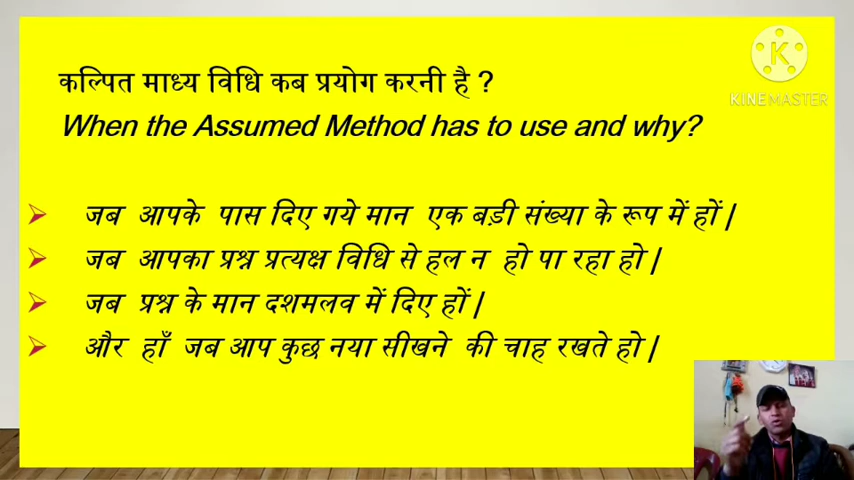 कल्पित माध्य विधि कब प्रयोग करनी है ?
When the Assumed Method has to use and why?
जब आपके पास दिए गये मान एक बड़ी संख्या के रूप में हों |
जब आपका प्रश्न प्रत्यक्ष विधि से हल न हो पा रहा हो |
जब प्रश्न के मान दशमलव में दिए हों |
और हाँ जब आप कुछ नया सीखने की चाह रखते हो |
K
KINEMASTER